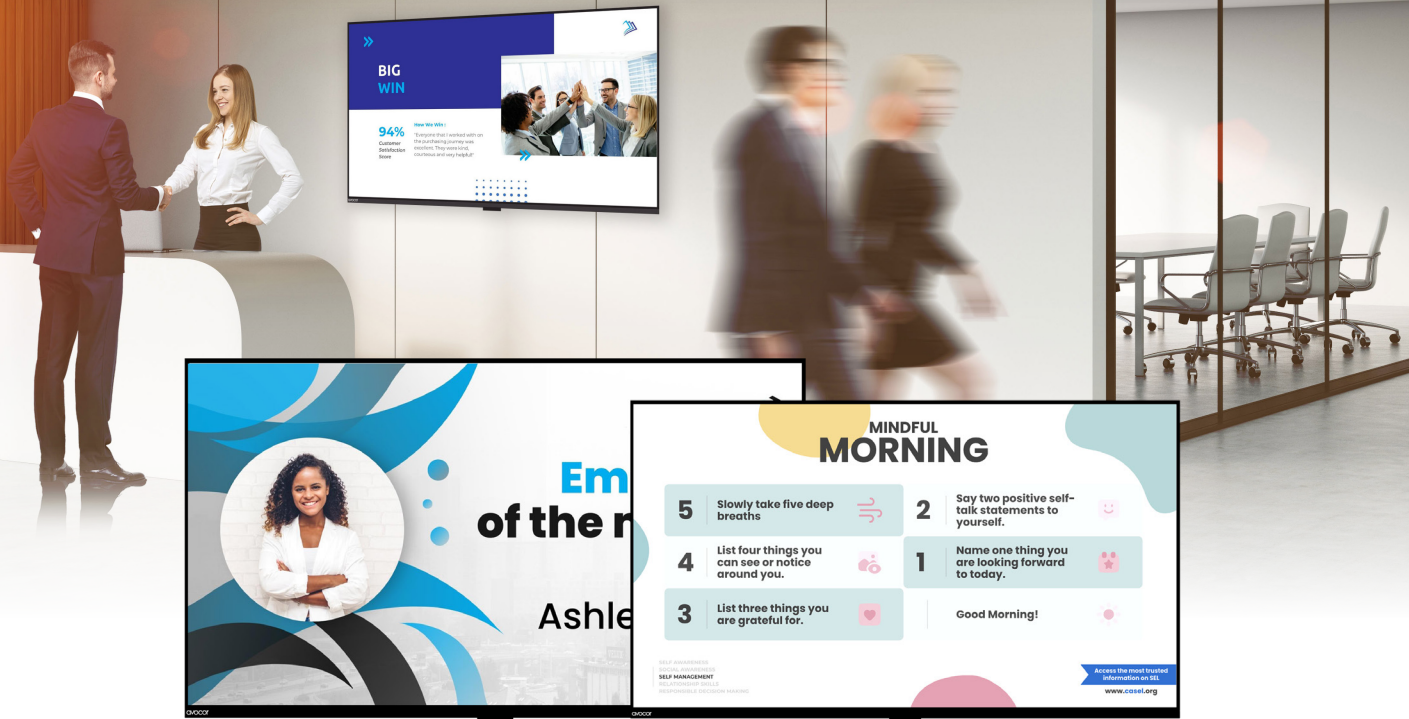 BIG
WIN
94%
Customer
Satisfaction
Score
How We Win :
"Everyone that I worked with on
the purchasing journey was
excellent. They were kind,
courteous and very helpful!"
avocor
Em
of the m
Ashle
avocor
MINDFUL
MORNING
5
Slowly take five deep
breaths
4
List four things you
can see or notice
around you.
3
List three things you
are grateful for.
2
Say two positive self-
talk statements to
yourself.
1
Name one thing you
are looking forward
to today.
Good Morning!
SELF AWARENESS
SOCIAL AWARENESS
SELF MANAGEMENT
RELATIONSHIP SKILLS
RESPONSIBLE DECISION MAKING
Access the most trusted
information on SEL
www.casel.org
avocor